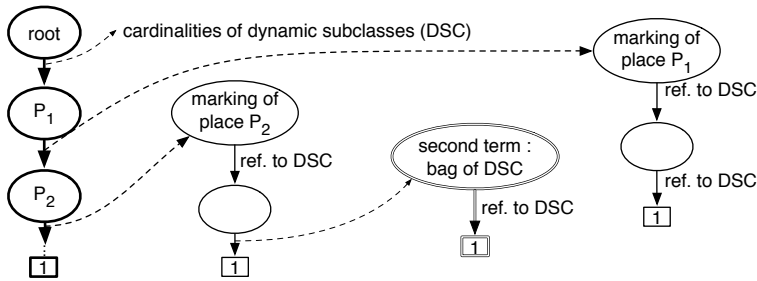 root
cardinalities of dynamic subclasses (DSC)
marking of
place P1
ref. to DSC
P1
marking of
place P2
second term :
bag of DSC
ref. to DSC
ref. to DSC
P2
ref. to DSC
1
1
1
1